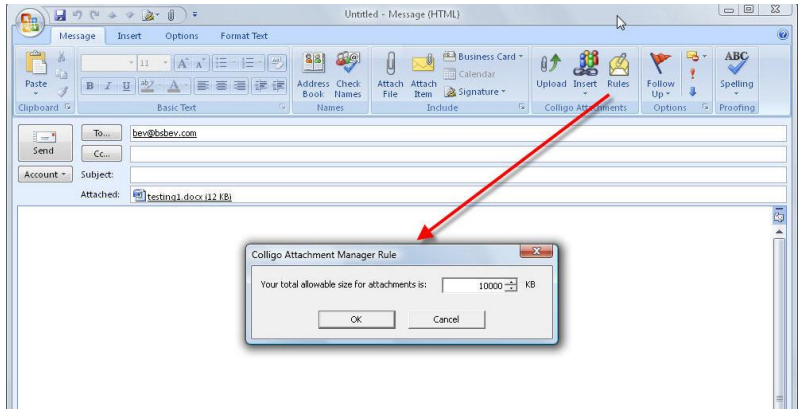 Untitled - Message (HTML)
Message Insert Options Format Text
Paste
Clipboard
11
B I U ab A
Basic Text
Address Book
Check Names
Names
Attach File
Attach Item
Business Card
Calendar
Signature
Include
Upload Insert Rules
Colligo Attachments
Follow Up
Options
ABC
Spelling
Proofing
Send
To... bev@bsbev.com
Cc...
Account Subject:
Attached: testing1.docx (12 KB)
Colligo Attachment Manager Rule
Your total allowable size for attachments is: 10000 KB
OK Cancel